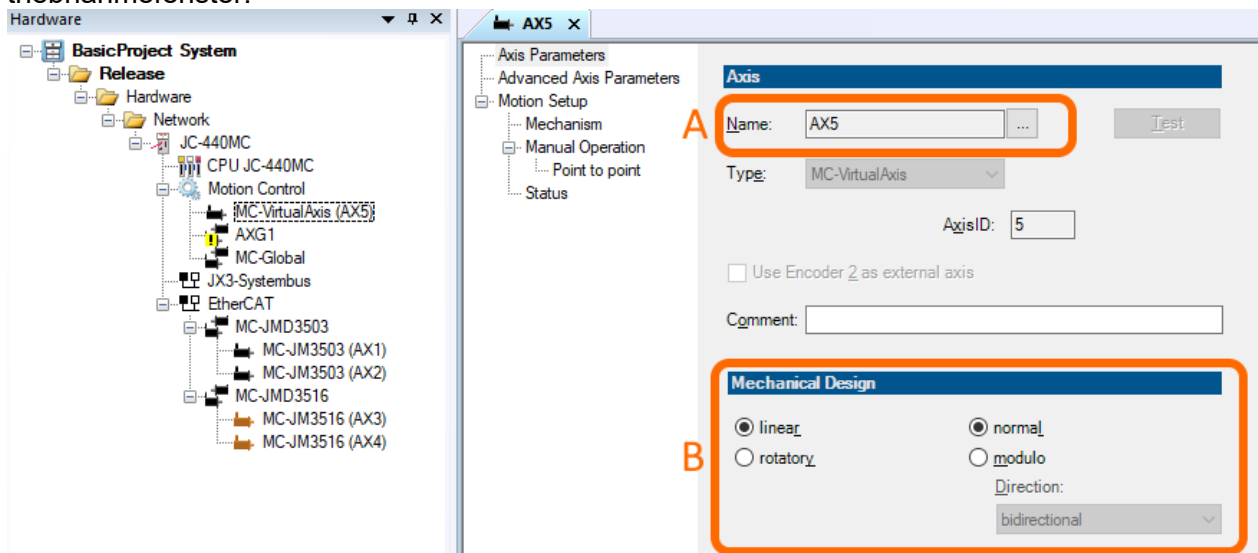 Hardware
BasicProject System
Release
Hardware
Network
JC-440MC
CPU JC-440MC
Motion Control
MC-VirtualAxis (AX5)
AXG1
MC-Global
JX3-Systembus
EtherCAT
MC-JMD3503
MC-JM3503 (AX1)
MC-JM3503 (AX2)
MC-JMD3516
MC-JM3516 (AX3)
MC-JM3516 (AX4)
AX5
Axis Parameters
Advanced Axis Parameters
Motion Setup
Mechanism
Manual Operation
Point to point
Status
Axis
A
Name: AX5 ... Test
Type: MC-VirtualAxis
AxisID: 5
Use Encoder 2 as external axis
Comment:
Mechanical Design
B
linear normal
rotatory modulo
Direction:
bidirectional